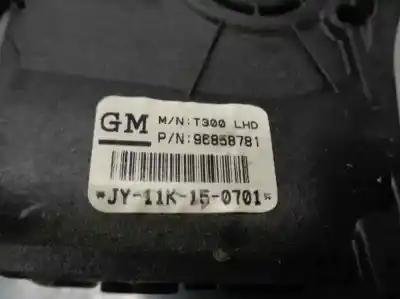 GM M/N:T300 LHD
P/N:96858781
*JY-11K-15-0701*